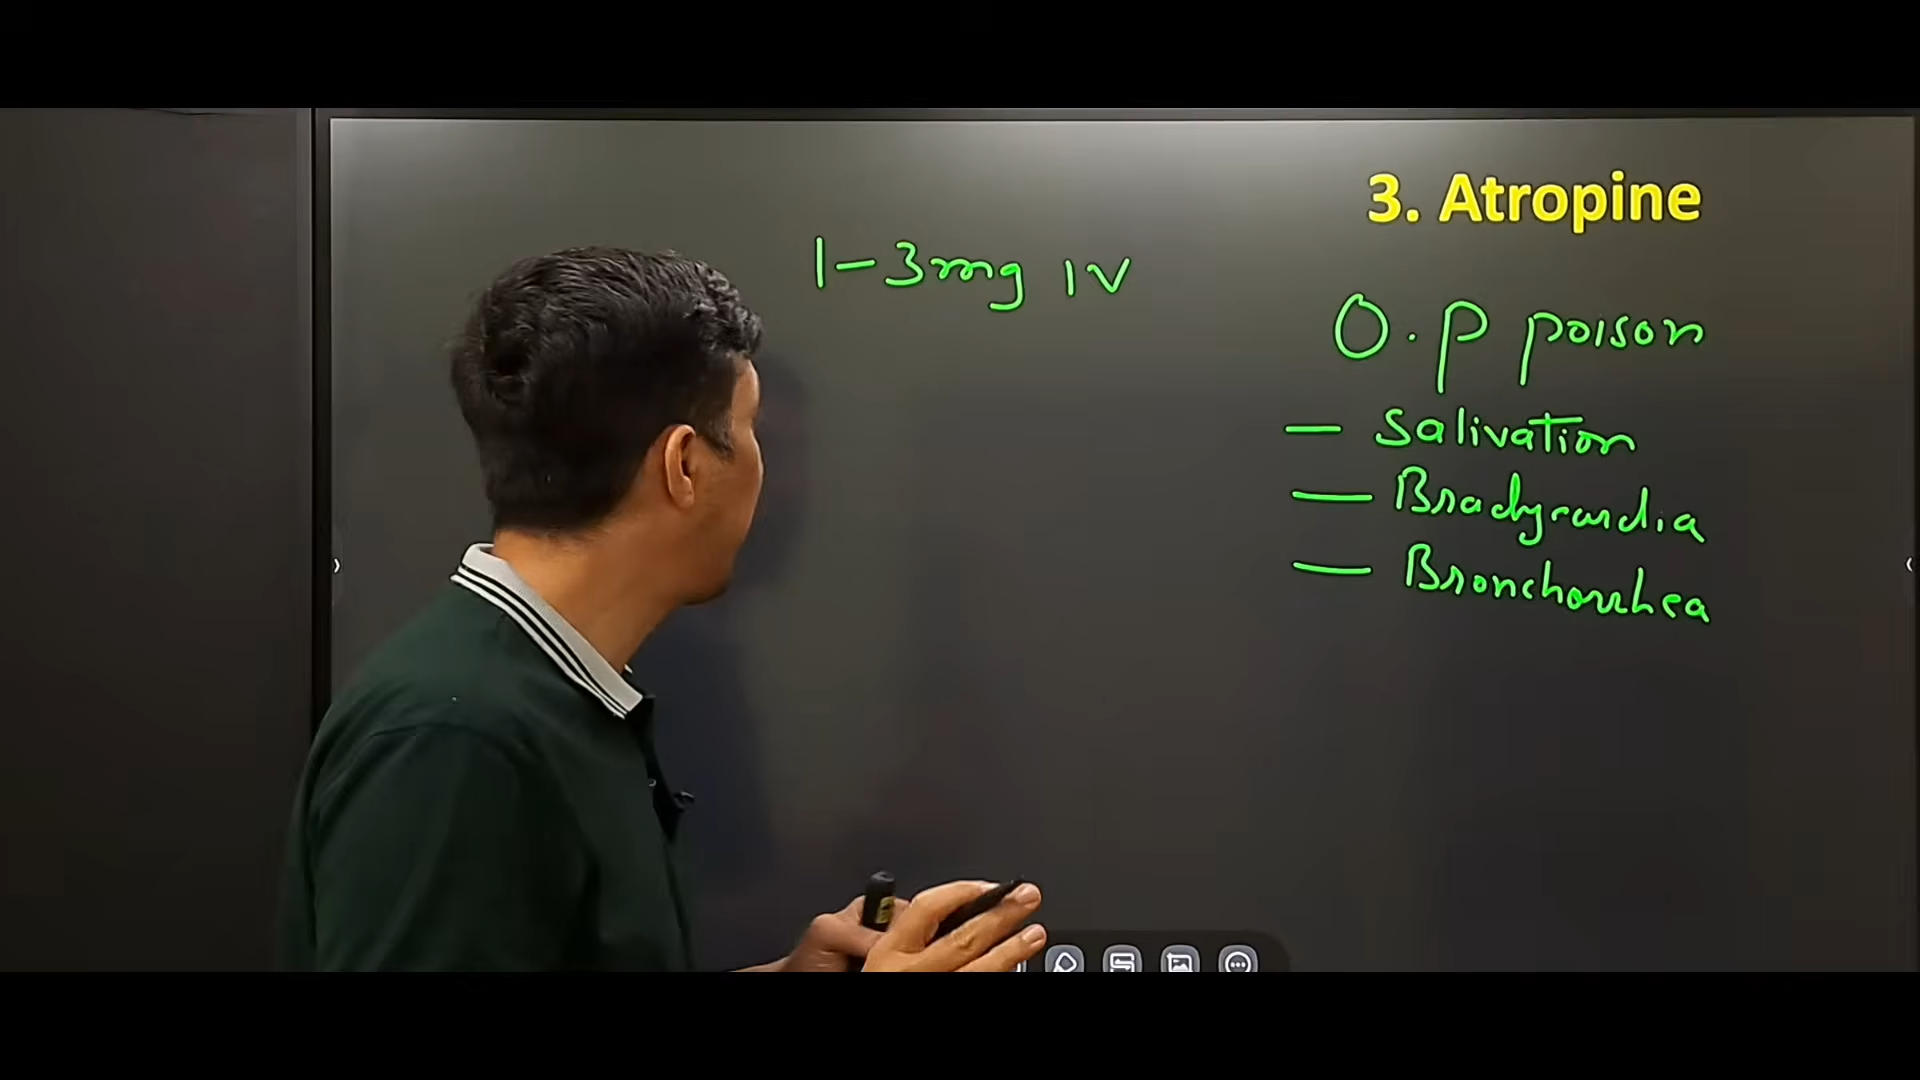 3. Atropine
1-3mg IV
O.P poison
- Salivation
- Bradycardia
- Bronchorrhea